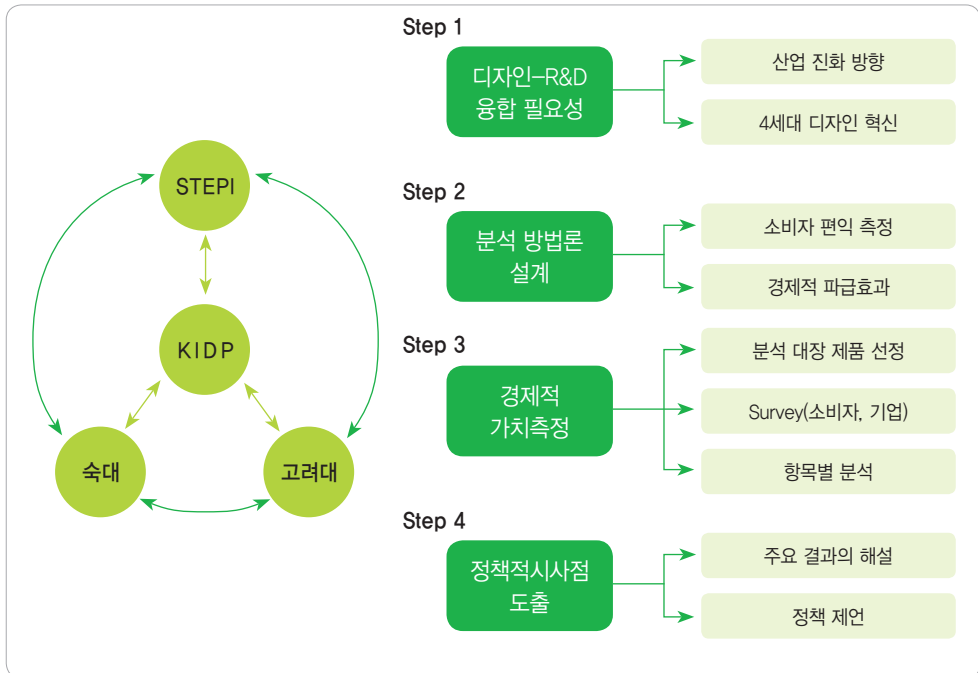 STEPI
KIDP
숙대
고려대
Step 1
디자인-R&D
융합 필요성
산업 진화 방향
4세대 디자인 혁신
Step 2
분석 방법론
설계
소비자 편익 측정
경제적 파급효과
Step 3
경제적
가치측정
분석 대장 제품 선정
Survey(소비자, 기업)
항목별 분석
Step 4
정책적시사점
도출
주요 결과의 해설
정책 제언